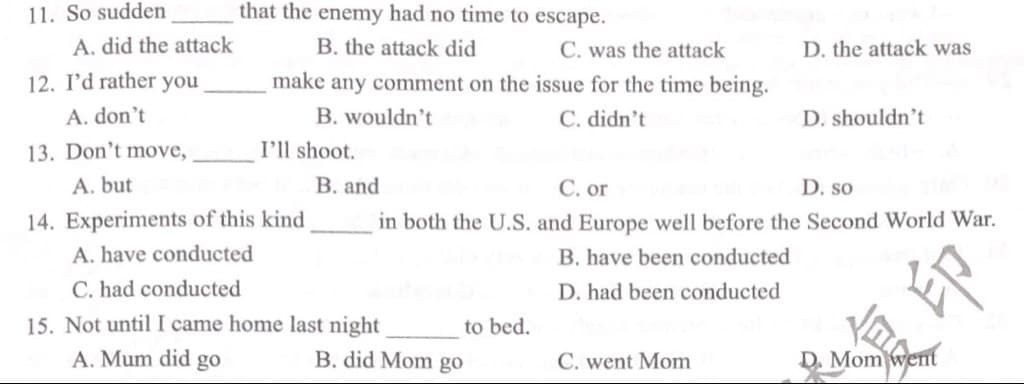 11. So sudden ______ that the enemy had no time to escape.
A. did the attack B. the attack did C. was the attack D. the attack was
12. I'd rather you ______ make any comment on the issue for the time being.
A. don't B. wouldn't C. didn't D. shouldn't
13. Don't move, ______ I'll shoot.
A. but B. and C. or D. so
14. Experiments of this kind ______ in both the U.S. and Europe well before the Second World War.
A. have conducted B. have been conducted
C. had conducted D. had been conducted
15. Not until I came home last night ______ to bed.
A. Mum did go B. did Mom go C. went Mom D. Mom went